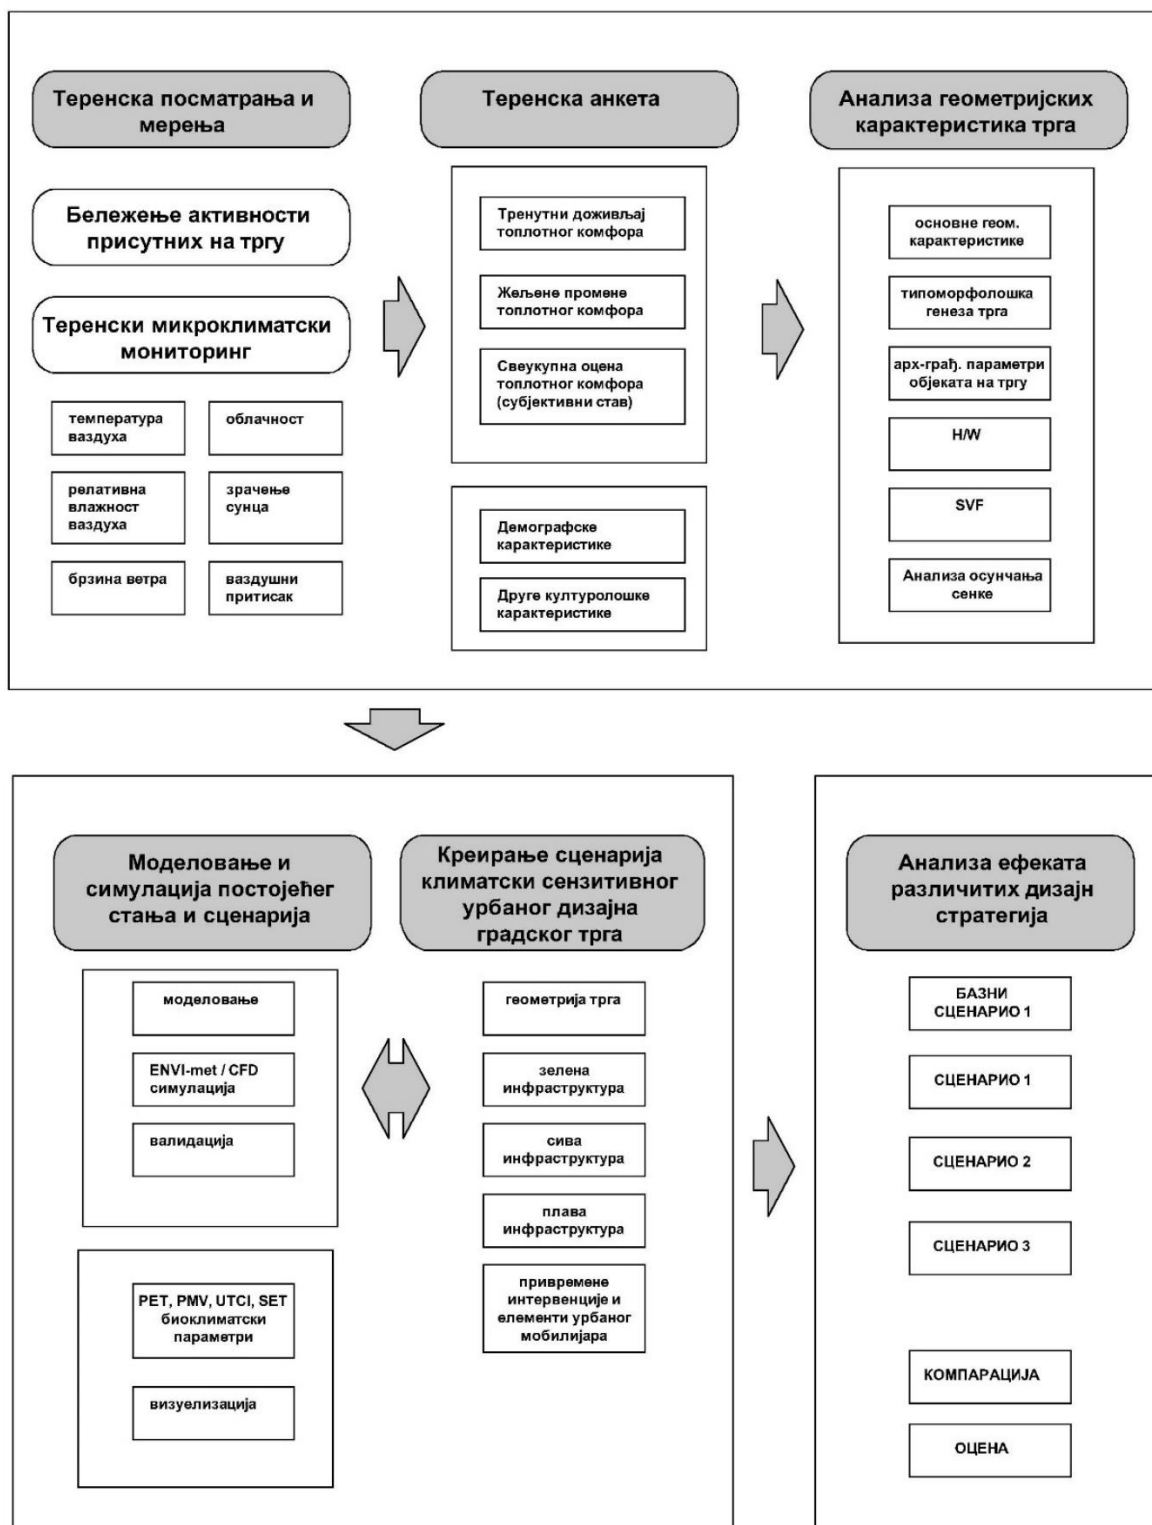 Теренска посматрања и
мерења
Бележење активности
присутних на тргу
Теренски микроклиматски
мониторинг
температура
ваздуха
облачност
релативна
влажност
ваздуха
зрачење
сунца
брзина ветра
ваздушни
притисак
Теренска анкета
Тренутни доживљај
топлотног комфора
Жељене промене
топлотног комфора
Свеукупна оцена
топлотног комфора
(субјективни став)
Демографске
карактеристике
Друге културолошке
карактеристике
Анализа геометријских
карактеристика трга
основне геом.
карактеристике
типоморфолошка
генеза трга
арх-грађ. параметри
објеката на тргу
H/W
SVF
Анализа осунчања
сенке
Моделовање и
симулација постојећег
стања и сценарија
моделовање
ENVI-met / CFD
симулација
валидација
PET, PMV, UTCI, SET
биоклиматски
параметри
визуелизација
Креирање сценарија
климатски сензитивног
урбаног дизајна
градског трга
геометрија трга
зелена
инфраструктура
сива
инфраструктура
плава
инфраструктура
привремене
интервенције и
елементи урбаног
мобилијара
Анализа ефеката
различитих дизајн
стратегија
БАЗНИ
СЦЕНАРИО 1
СЦЕНАРИО 1
СЦЕНАРИО 2
СЦЕНАРИО 3
КОМПАРАЦИЈА
ОЦЕНА